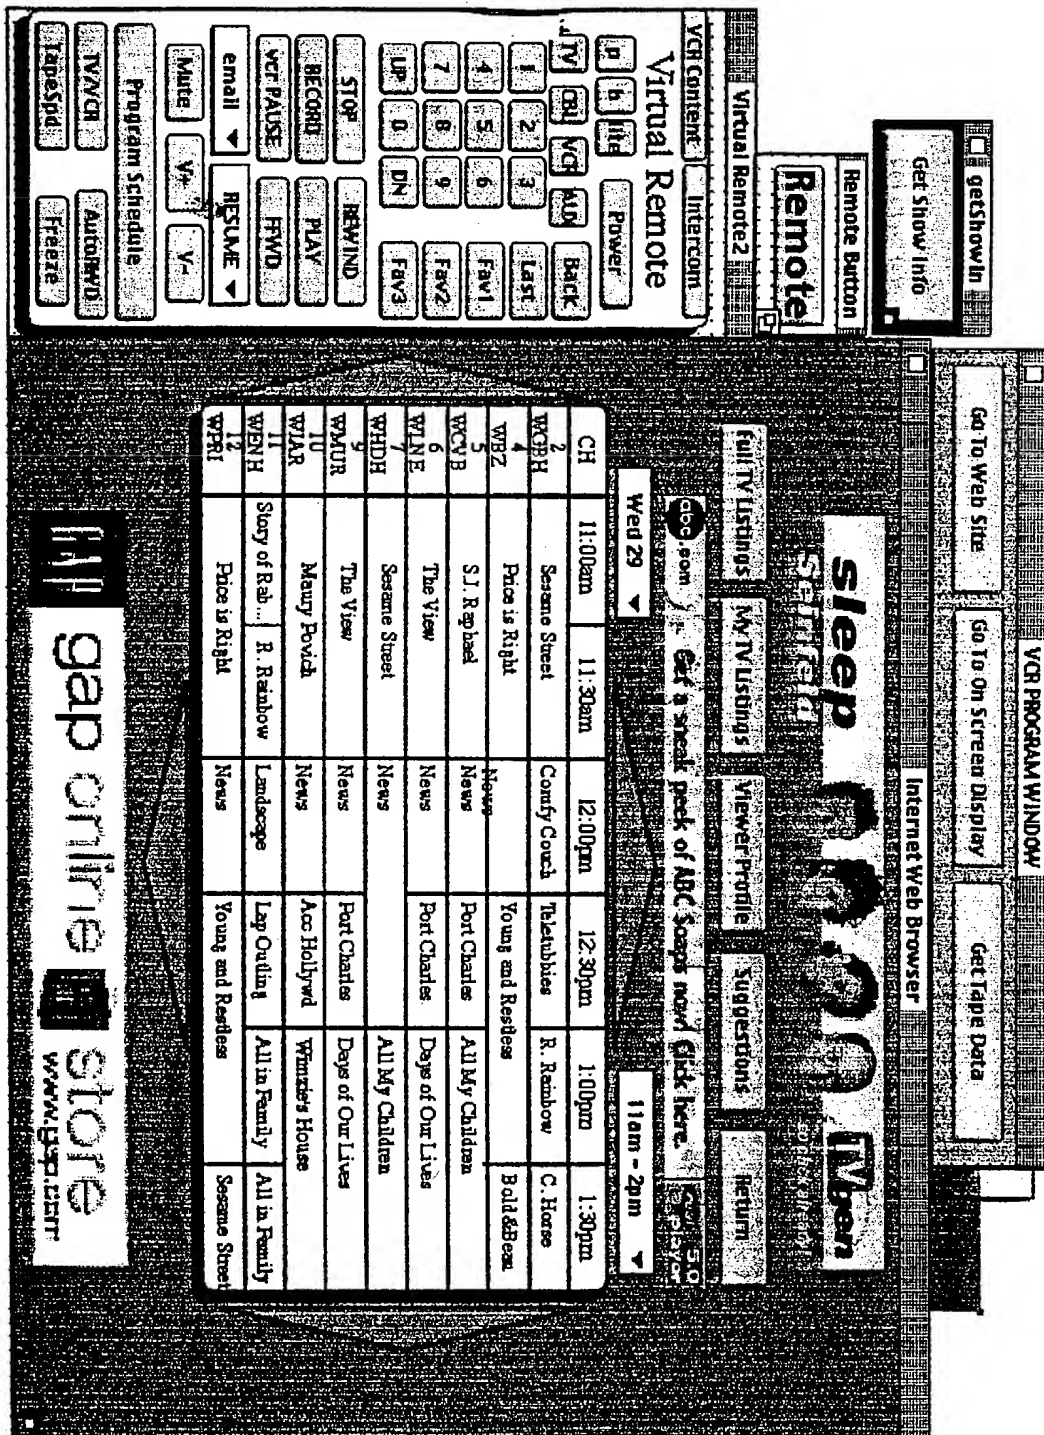 getShowIn
Get Show Info
Remote Button
Remote
Virtual Remote2
VCR Content
Intercom
Virtual Remote
p h lite Power
TV CBL VCR AUX Back
1 2 3 Last
4 5 6 Fav1
7 8 9 Fav2
UP 0 DN Fav3
STOP REWIND
RECORD PLAY
vcr PAUSE FFWD
email ▼ RESUME ▼
Mute V+ V-
Program Schedule
TV/VCR AutoRWD
TapeSpd Freeze
VCR PROGRAM WINDOW
Go To Web Site Go To On Screen Display Get Tape Data
Internet Web Browser
sleep TVgen
Full TV Listings My TV Listings Viewer Profile Suggestions Return
abc.com Get a sneak peek of ABC Soaps now! Click here.
Wed 29 ▼ 11am - 2pm ▼
CH 11:00am 11:30am 12:00pm 12:30pm 1:00pm 1:30pm
2 WGBH Sesame Street Comfy Couch Teletubbies R. Rainbow C. Horse
4 WBZ Price is Right News Young and Restless Bold&Beau
5 WCVB S.J. Raphael News Port Charles All My Children
6 WLNE The View News Port Charles Days of Our Lives
7 WHDH Sesame Street News All My Children
9 WMUR The View News Port Charles Days of Our Lives
10 WJAR Maury Povich News Acc Hollywd Winnzie's House
11 WENH Story of Rab ... R. Rainbow Landscape Lap Quilting All in Family All in Family
12 WPRI Price is Right News Young and Restless Sesame Street
GAP gap online store
www.gap.com